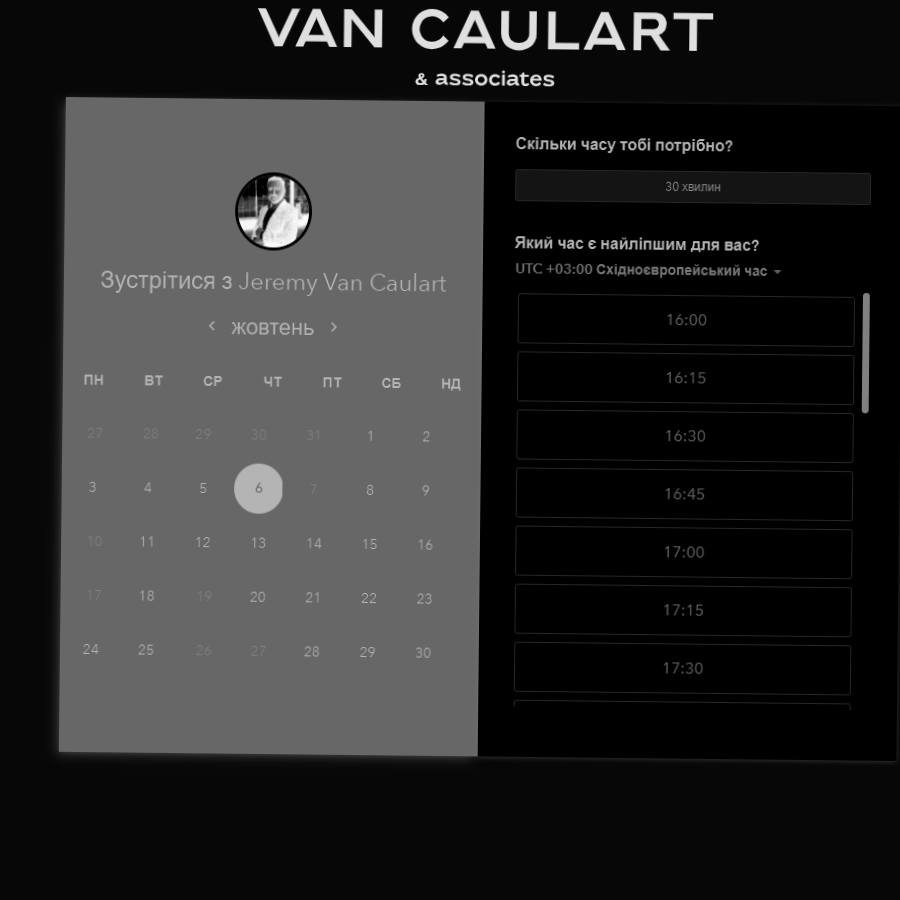 VAN CAULART
& associates
Зустрітися з Jeremy Van Caulart
‹ жовтень ›
ПН ВТ СР ЧТ ПТ СБ НД
27 28 29 30 31 1 2
3 4 5 6 7 8 9
10 11 12 13 14 15 16
17 18 19 20 21 22 23
24 25 26 27 28 29 30
Скільки часу тобі потрібно?
30 хвилин
Який час є найліпшим для вас?
UTC +03:00 Східноєвропейський час
16:00
16:15
16:30
16:45
17:00
17:15
17:30